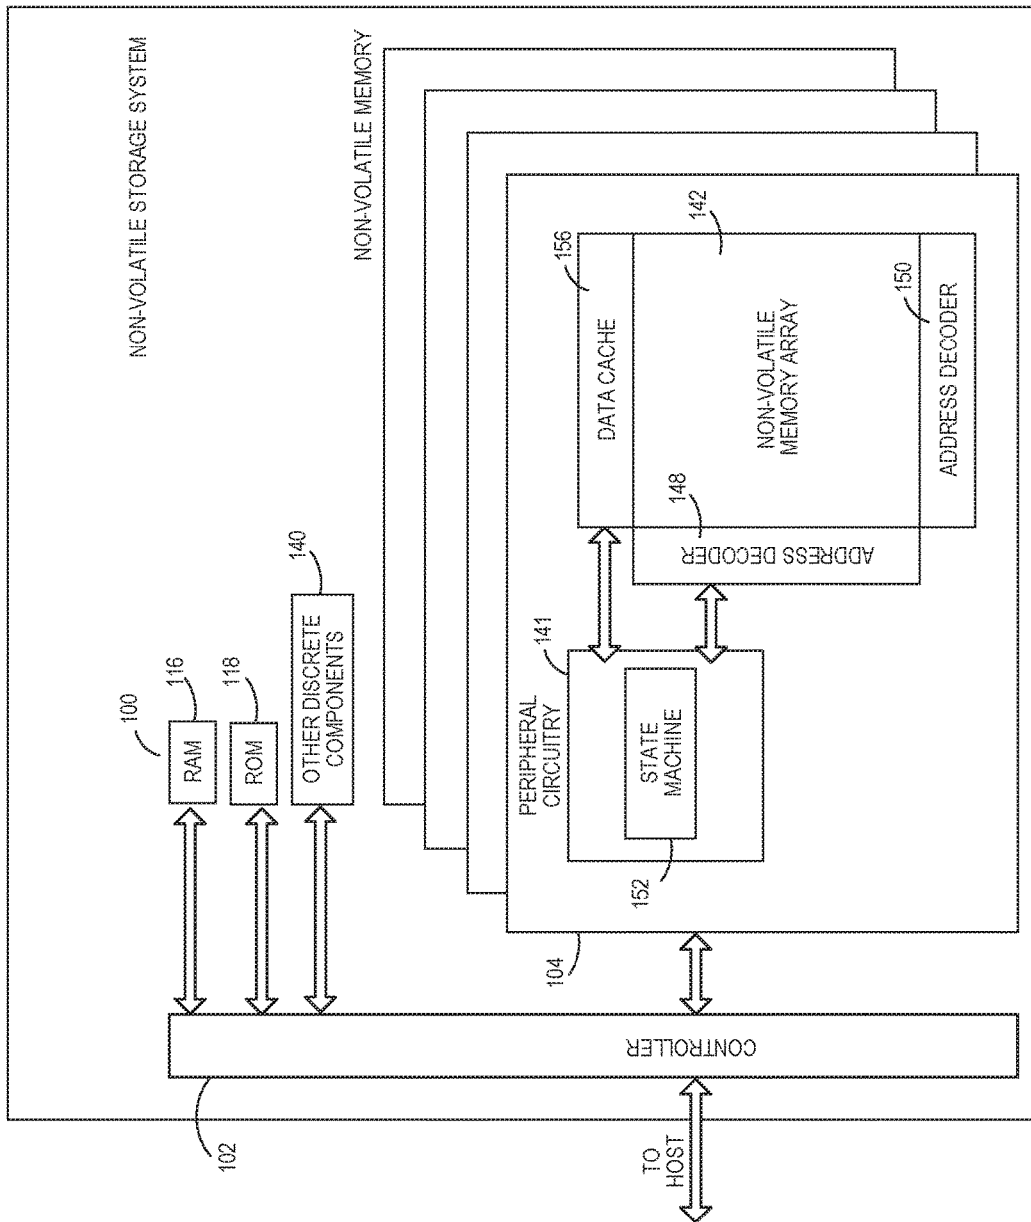 NON-VOLATILE STORAGE SYSTEM
100
RAM
116
ROM
118
OTHER DISCRETE
COMPONENTS
140
NON-VOLATILE MEMORY
102
CONTROLLER
TO
HOST
104
PERIPHERAL
CIRCUITRY
141
STATE
MACHINE
152
DATA CACHE
156
ADDRESS DECODER
148
NON-VOLATILE
MEMORY ARRAY
142
ADDRESS DECODER
150